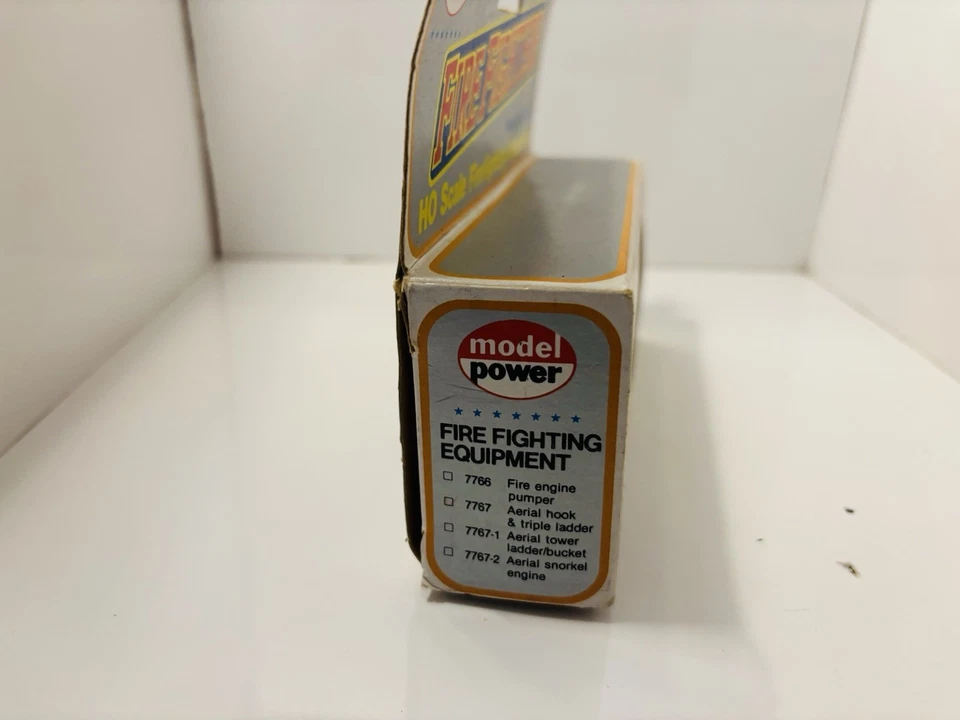 HO Scale
model
power
FIRE FIGHTING
EQUIPMENT
7766 Fire engine
pumper
7767 Aerial hook
& triple ladder
7767-1 Aerial tower
ladder/bucket
7767-2 Aerial snorkel
engine